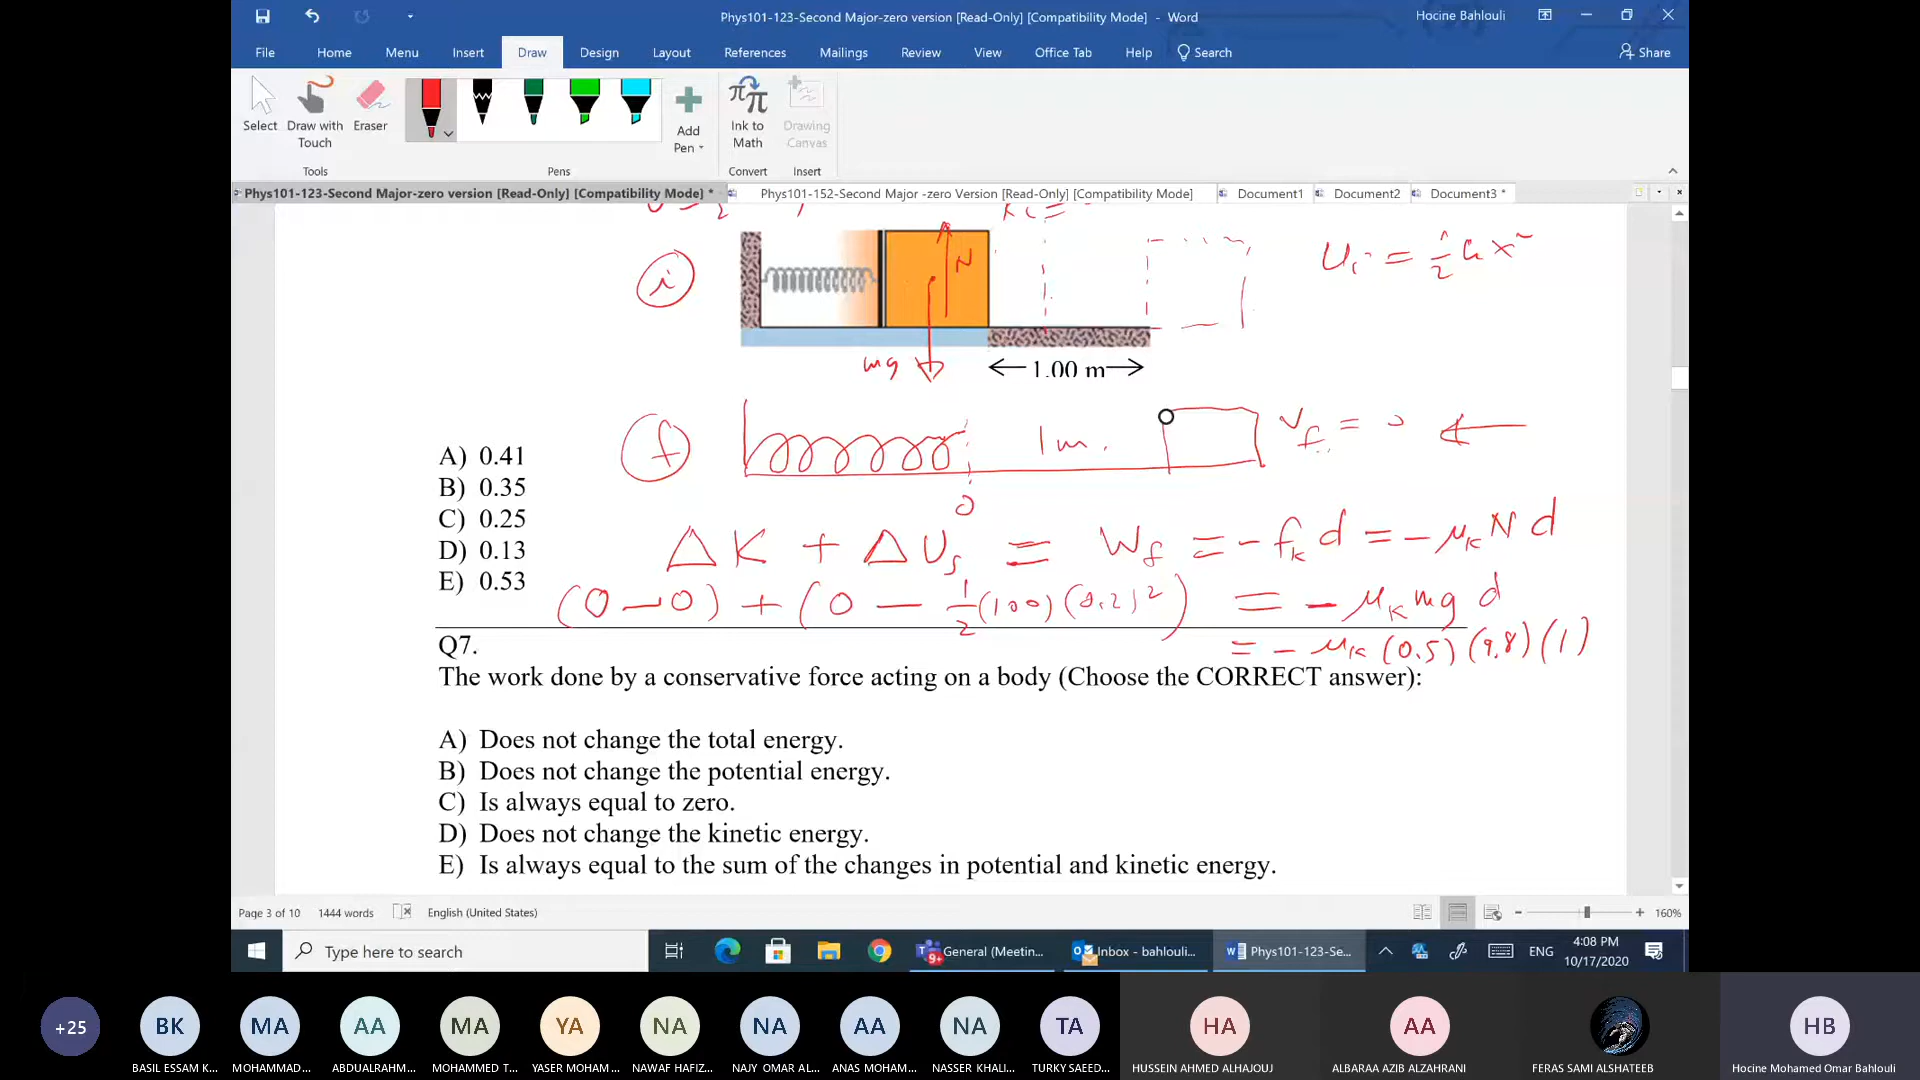 Phys101-123-Second Major-zero version [Read-Only] [Compatibility Mode] - Word
Hocine Bahlouli
File Home Menu Insert Draw Design Layout References Mailings Review View Office Tab Help Search Share
Select
Draw with Touch
Eraser
Add Pen
Ink to Math
Drawing Canvas
Tools
Pens
Convert
Insert
Phys101-123-Second Major-zero version [Read-Only] [Compatibility Mode] *
Phys101-152-Second Major -zero Version [Read-Only] [Compatibility Mode]
Document1
Document2
Document3 *
i
N
Ui = 1/2 k x²
mg
1.00 m
f
1m.
vf = 0
0
A) 0.41
B) 0.35
C) 0.25
D) 0.13
E) 0.53
ΔK + ΔUs = Wf = - fk d = - μk N d
(0 - 0) + (0 - 1/2 (100) (0.2)²) = - μk mg d
= - μk (0.5) (9.8) (1)
Q7.
The work done by a conservative force acting on a body (Choose the CORRECT answer):
A) Does not change the total energy.
B) Does not change the potential energy.
C) Is always equal to zero.
D) Does not change the kinetic energy.
E) Is always equal to the sum of the changes in potential and kinetic energy.
Page 3 of 10 1444 words English (United States) 160%
Type here to search
9+
General (Meetin...
Inbox - bahlouli...
Phys101-123-Se...
ENG
4:08 PM
10/17/2020
+25
BK MA AA MA YA NA NA AA NA TA HA AA HB
BASIL ESSAM K...
MOHAMMAD...
ABDUALRAHM...
MOHAMMED T...
YASER MOHAM...
NAWAF HAFIZ...
NAJY OMAR AL...
ANAS MOHAM...
NASSER KHALI...
TURKY SAEED...
HUSSEIN AHMED ALHAJOUJ
ALBARAA AZIB ALZAHRANI
FERAS SAMI ALSHATEEB
Hocine Mohamed Omar Bahlouli